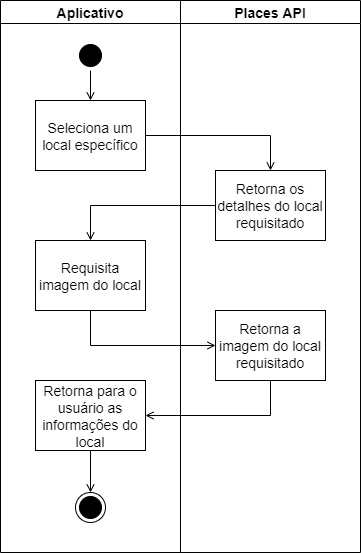 Aplicativo
Places API
Seleciona um
local específico
Retorna os
detalhes do local
requisitado
Requisita
imagem do local
Retorna a
imagem do local
requisitado
Retorna para o
usuário as
informações do
local